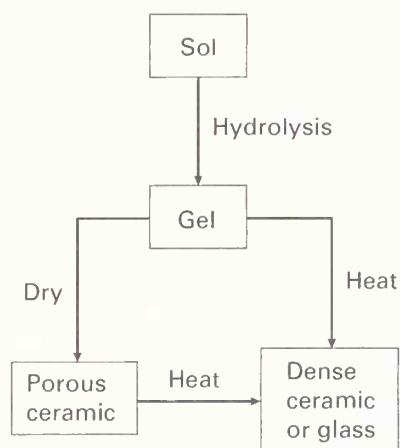 Sol
Hydrolysis
Gel
Dry
Heat
Porous
ceramic
Heat
Dense
ceramic
or glass